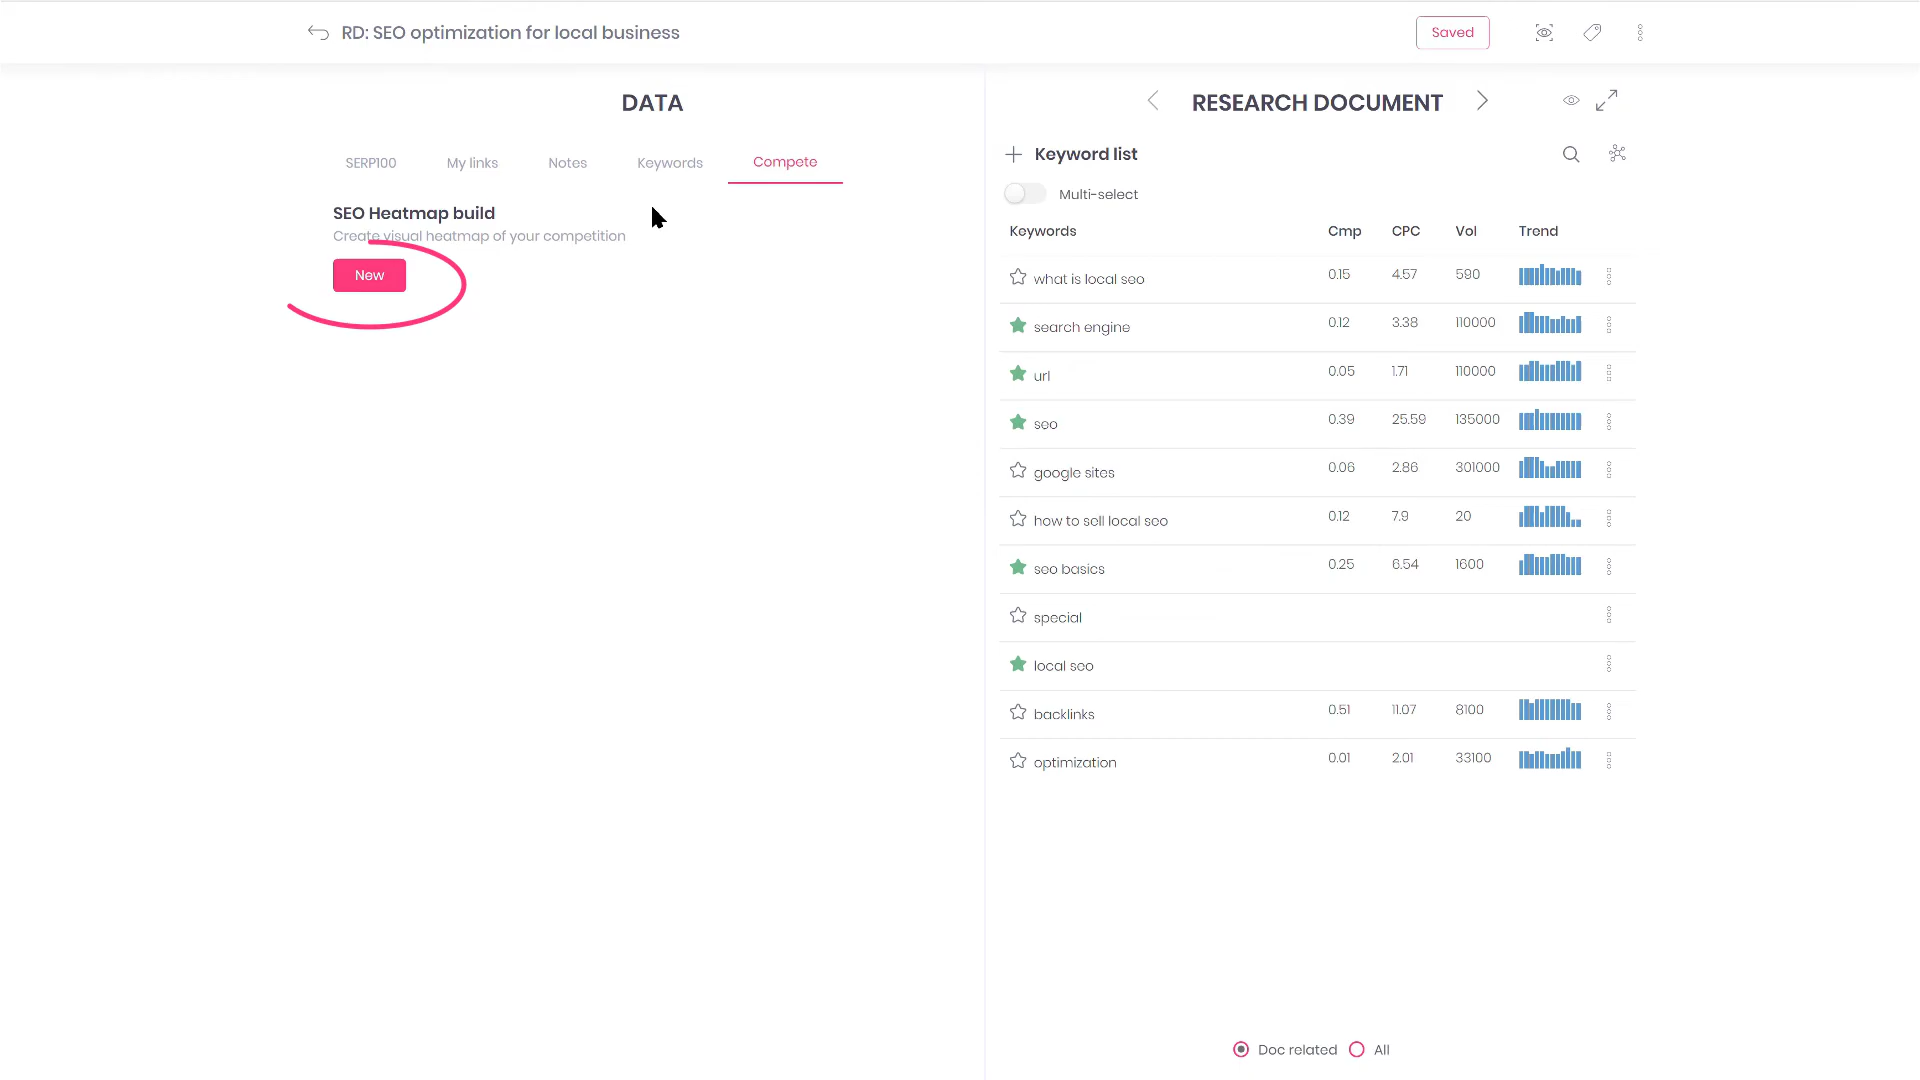 RD: SEO optimization for local business
Saved
DATA
SERP100 My links Notes Keywords Compete
SEO Heatmap build
Create visual heatmap of your competition
New
RESEARCH DOCUMENT
Keyword list
Multi-select
Keywords Cmp CPC Vol Trend
what is local seo 0.15 4.57 590
search engine 0.12 3.38 110000
url 0.05 1.71 110000
seo 0.39 25.59 135000
google sites 0.06 2.86 301000
how to sell local seo 0.12 7.9 20
seo basics 0.25 6.54 1600
special
local seo
backlinks 0.51 11.07 8100
optimization 0.01 2.01 33100
Doc related All